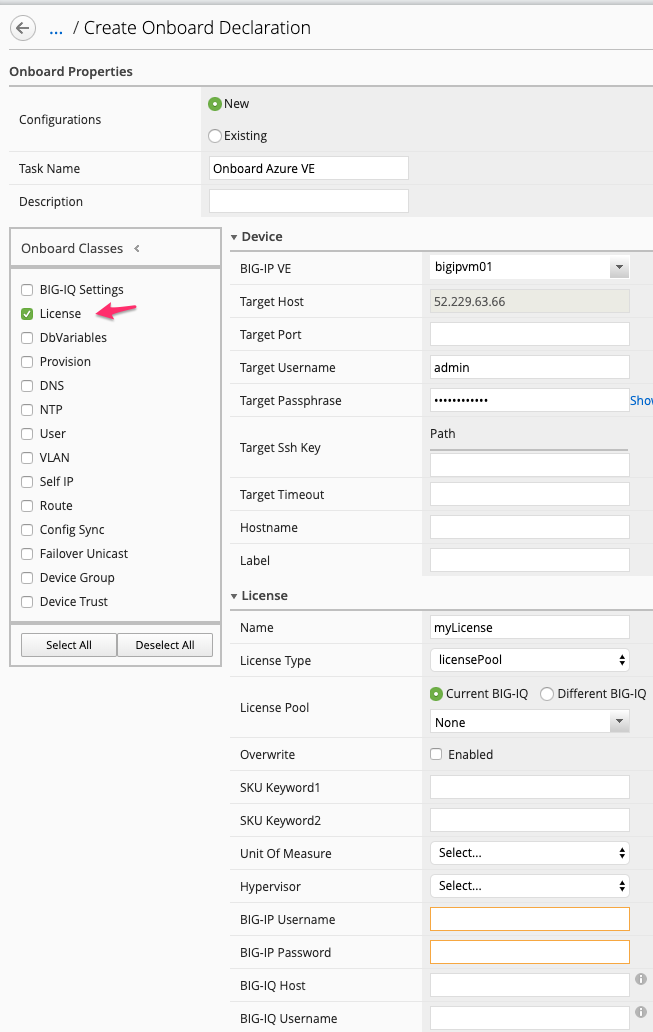 ... / Create Onboard Declaration
Onboard Properties
Configurations
New
Existing
Task Name
Onboard Azure VE
Description
Onboard Classes <
BIG-IQ Settings
License
DbVariables
Provision
DNS
NTP
User
VLAN
Self IP
Route
Config Sync
Failover Unicast
Device Group
Device Trust
Select All
Deselect All
Device
BIG-IP VE
bigipvm01
Target Host
52.229.63.66
Target Port
Target Username
admin
Target Passphrase
••••••••••••
Target Ssh Key
Path
Target Timeout
Hostname
Label
License
Name
myLicense
License Type
licensePool
License Pool
Current BIG-IQ
Different BIG-IQ
None
Overwrite
Enabled
SKU Keyword1
SKU Keyword2
Unit Of Measure
Select...
Hypervisor
Select...
BIG-IP Username
BIG-IP Password
BIG-IQ Host
BIG-IQ Username